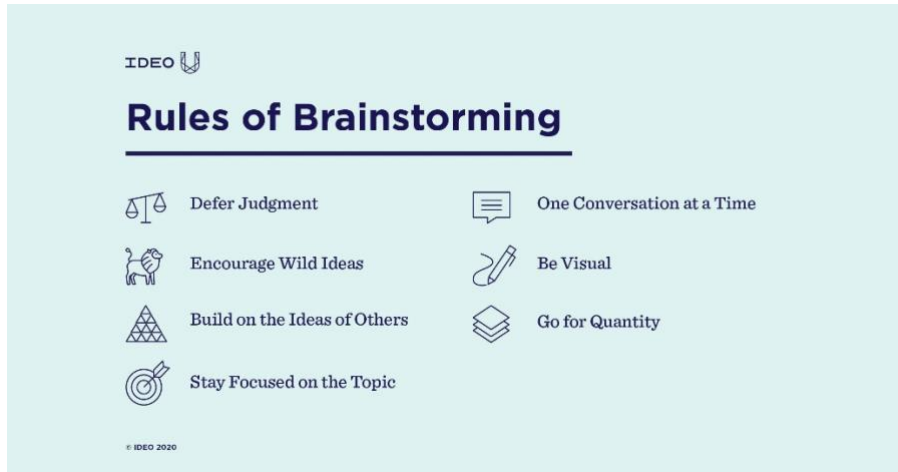 IDEO U
Rules of Brainstorming
Defer Judgment
Encourage Wild Ideas
Build on the Ideas of Others
Stay Focused on the Topic
One Conversation at a Time
Be Visual
Go for Quantity
© IDEO 2020